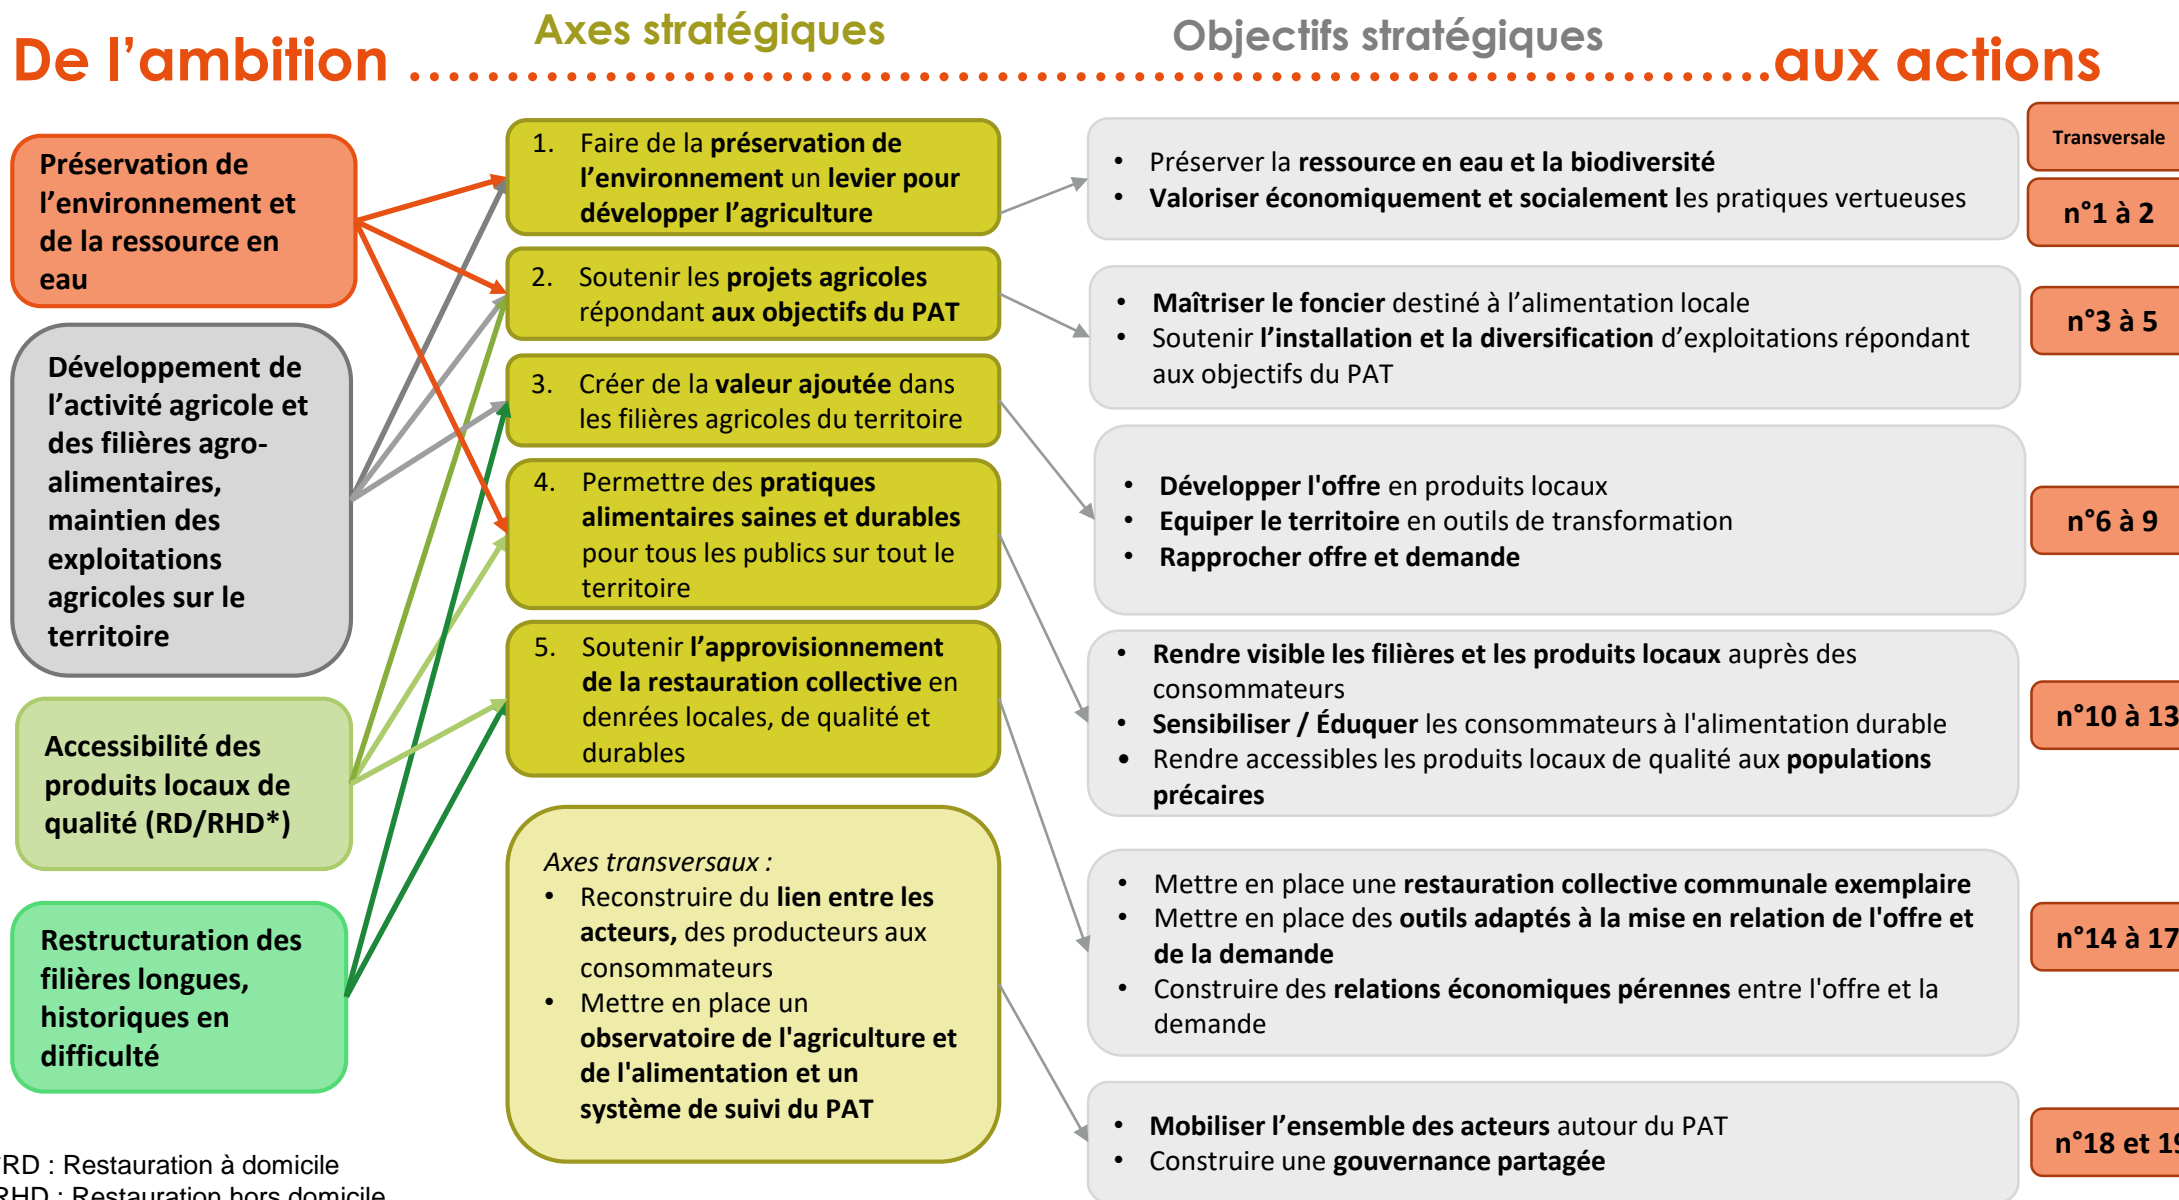 De l'ambition ........................................................................aux actions
Axes stratégiques
Objectifs stratégiques
Préservation de
l'environnement et
de la ressource en
eau
Développement de
l'activité agricole et
des filières agro-
alimentaires,
maintien des
exploitations
agricoles sur le
territoire
Accessibilité des
produits locaux de
qualité (RD/RHD*)
Restructuration des
filières longues,
historiques en
difficulté
RD : Restauration à domicile
RHD : Restauration hors domicile
1. Faire de la préservation de
l'environnement un levier pour
développer l'agriculture
2. Soutenir les projets agricoles
répondant aux objectifs du PAT
3. Créer de la valeur ajoutée dans
les filières agricoles du territoire
4. Permettre des pratiques
alimentaires saines et durables
pour tous les publics sur tout le
territoire
5. Soutenir l'approvisionnement
de la restauration collective en
denrées locales, de qualité et
durables
Axes transversaux :
• Reconstruire du lien entre les
acteurs, des producteurs aux
consommateurs
• Mettre en place un
observatoire de l'agriculture et
de l'alimentation et un
système de suivi du PAT
• Préserver la ressource en eau et la biodiversité
• Valoriser économiquement et socialement les pratiques vertueuses
• Maîtriser le foncier destiné à l'alimentation locale
• Soutenir l'installation et la diversification d'exploitations répondant
aux objectifs du PAT
• Développer l'offre en produits locaux
• Equiper le territoire en outils de transformation
• Rapprocher offre et demande
• Rendre visible les filières et les produits locaux auprès des
consommateurs
• Sensibiliser / Éduquer les consommateurs à l'alimentation durable
• Rendre accessibles les produits locaux de qualité aux populations
précaires
• Mettre en place une restauration collective communale exemplaire
• Mettre en place des outils adaptés à la mise en relation de l'offre et
de la demande
• Construire des relations économiques pérennes entre l'offre et la
demande
• Mobiliser l'ensemble des acteurs autour du PAT
• Construire une gouvernance partagée
Transversale
n°1 à 2
n°3 à 5
n°6 à 9
n°10 à 13
n°14 à 17
n°18 et 19